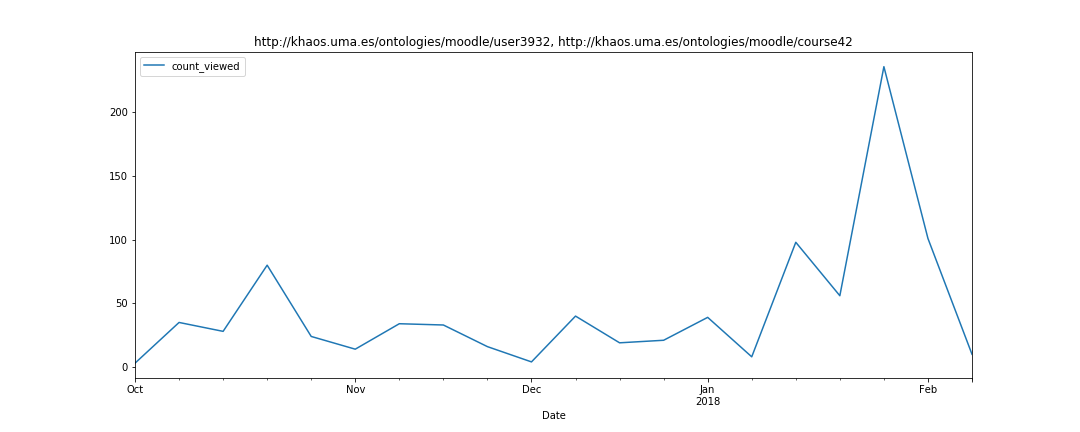 http://khaos.uma.es/ontologies/moodle/user3932, http://khaos.uma.es/ontologies/moodle/course42
count_viewed
200
150
100
50
0
Oct Nov Dec Jan Feb
2018
Date